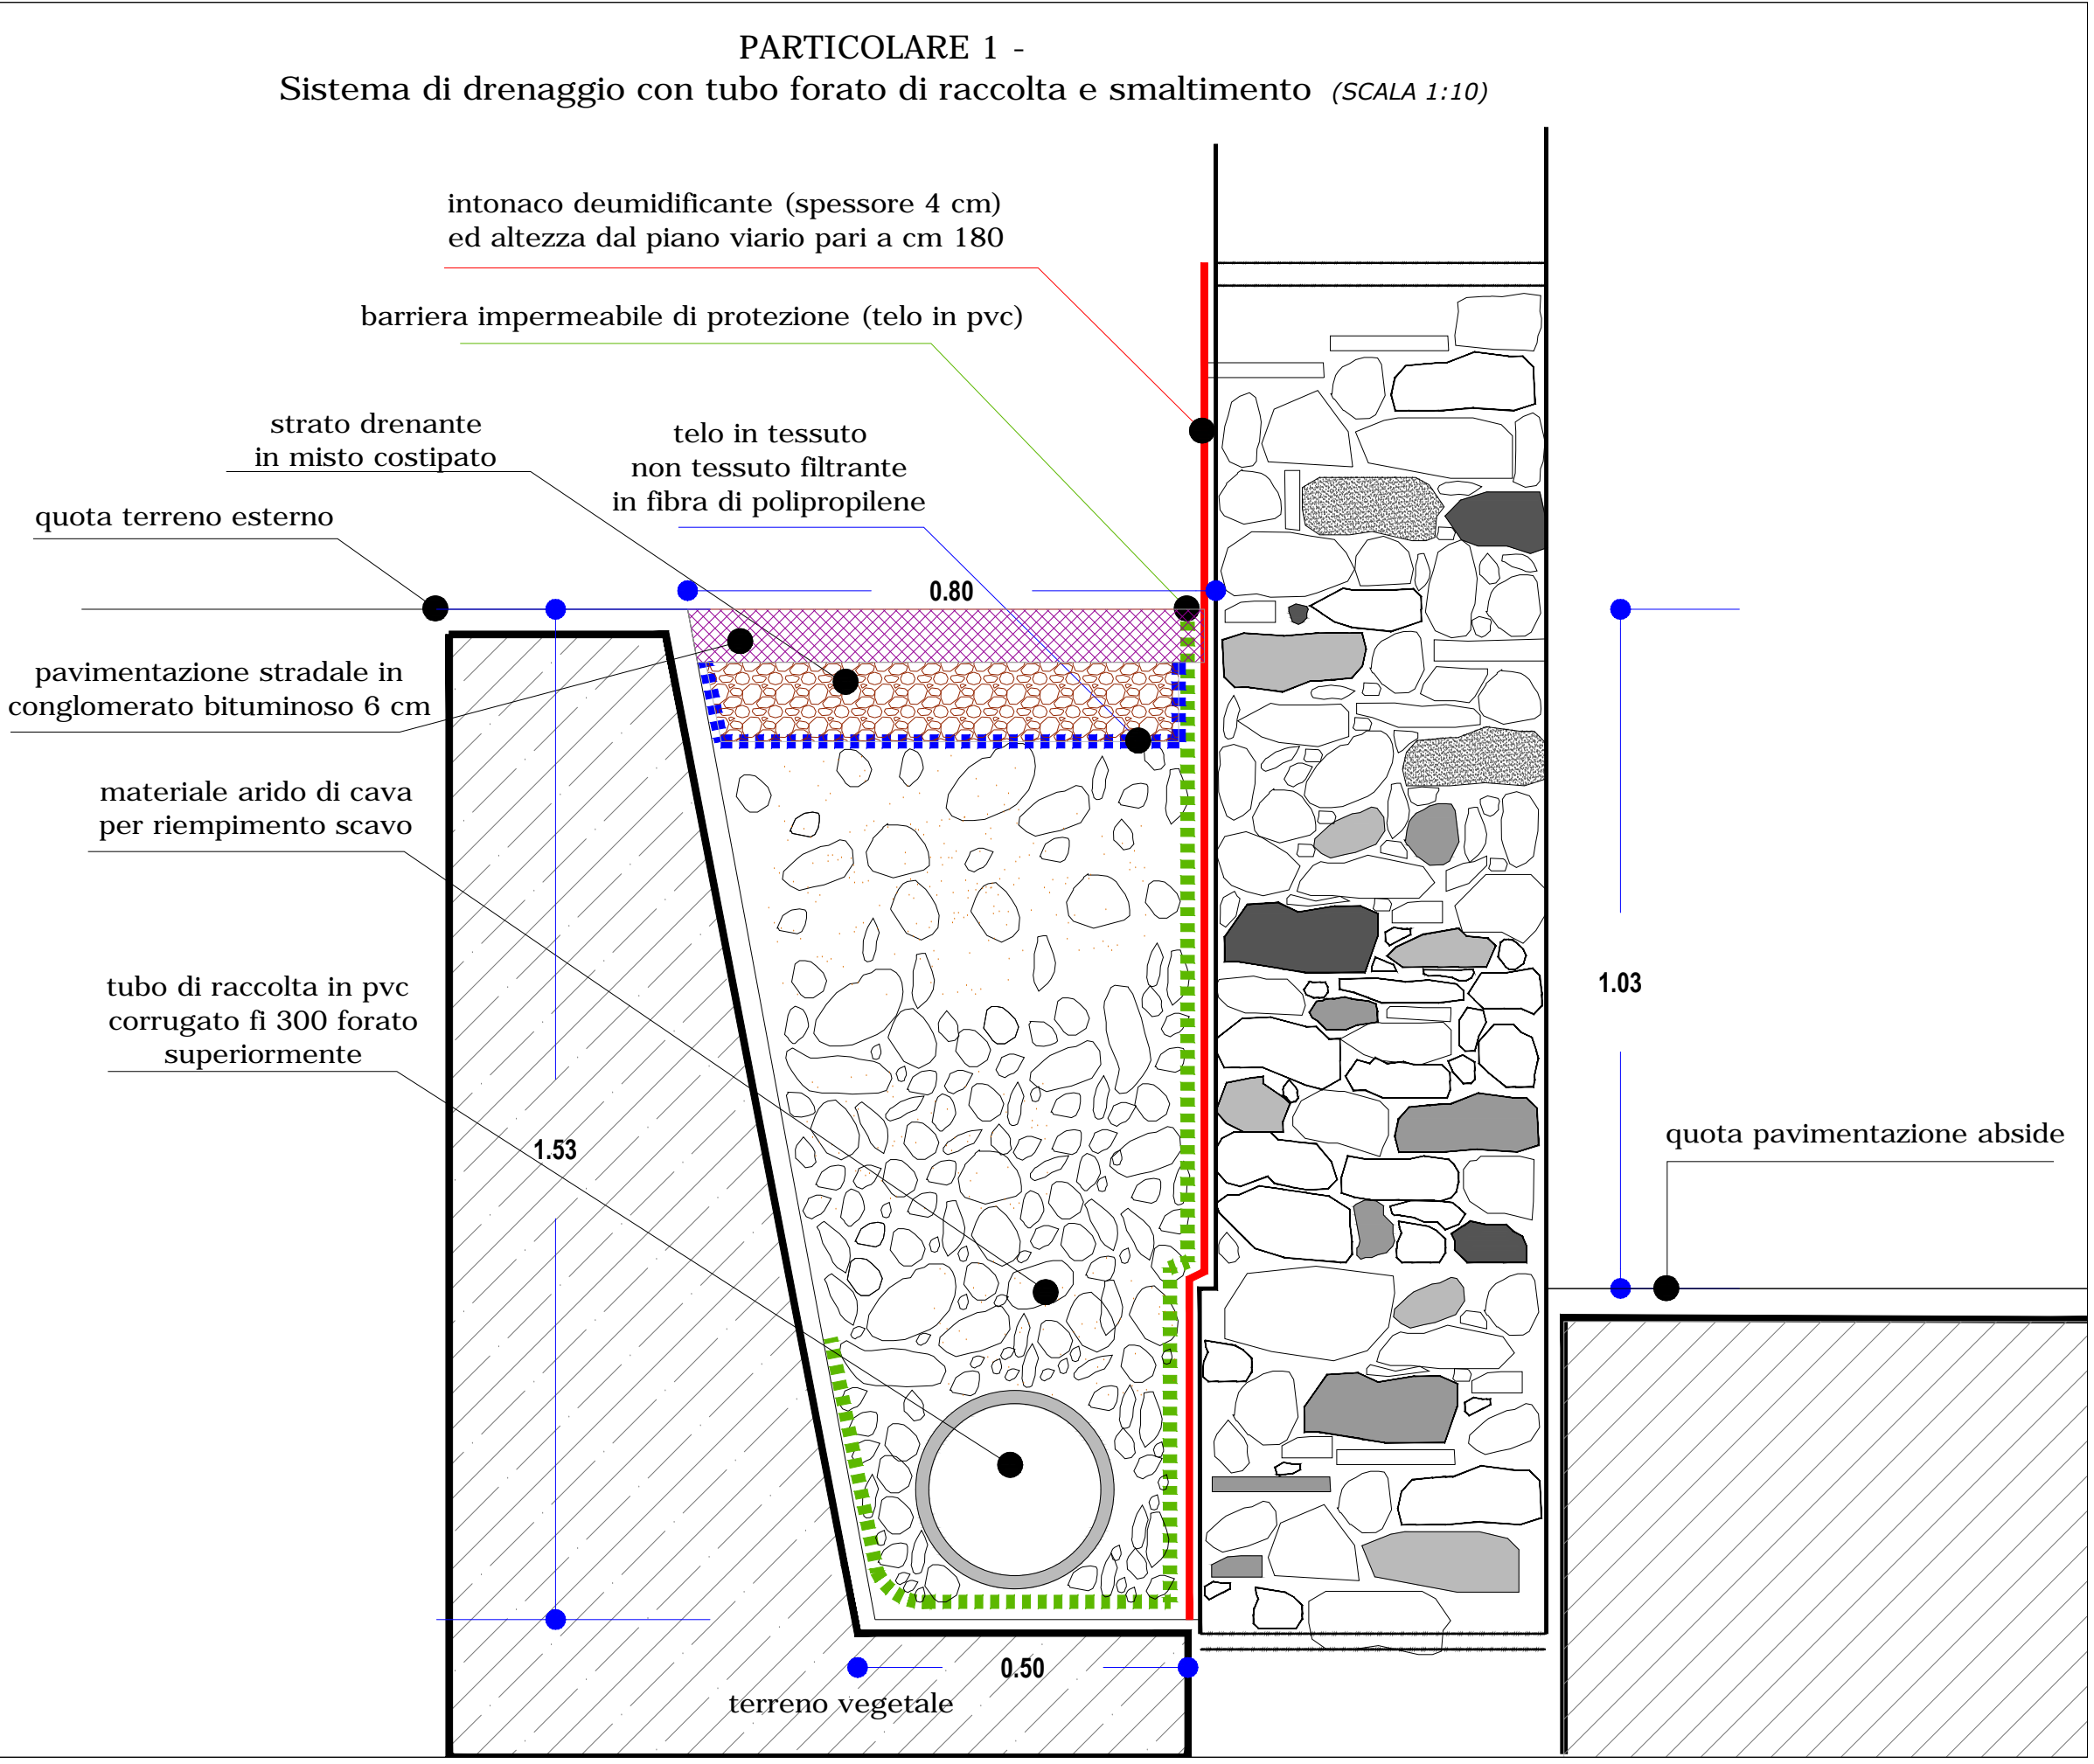 PARTICOLARE 1 -
Sistema di drenaggio con tubo forato di raccolta e smaltimento (SCALA 1:10)
intonaco deumidificante (spessore 4 cm)
ed altezza dal piano viario pari a cm 180
barriera impermeabile di protezione (telo in pvc)
strato drenante
in misto costipato
telo in tessuto
non tessuto filtrante
in fibra di polipropilene
quota terreno esterno
0.80
pavimentazione stradale in
conglomerato bituminoso 6 cm
materiale arido di cava
per riempimento scavo
tubo di raccolta in pvc
corrugato fi 300 forato
superiormente
1.03
1.53
quota pavimentazione abside
0.50
terreno vegetale